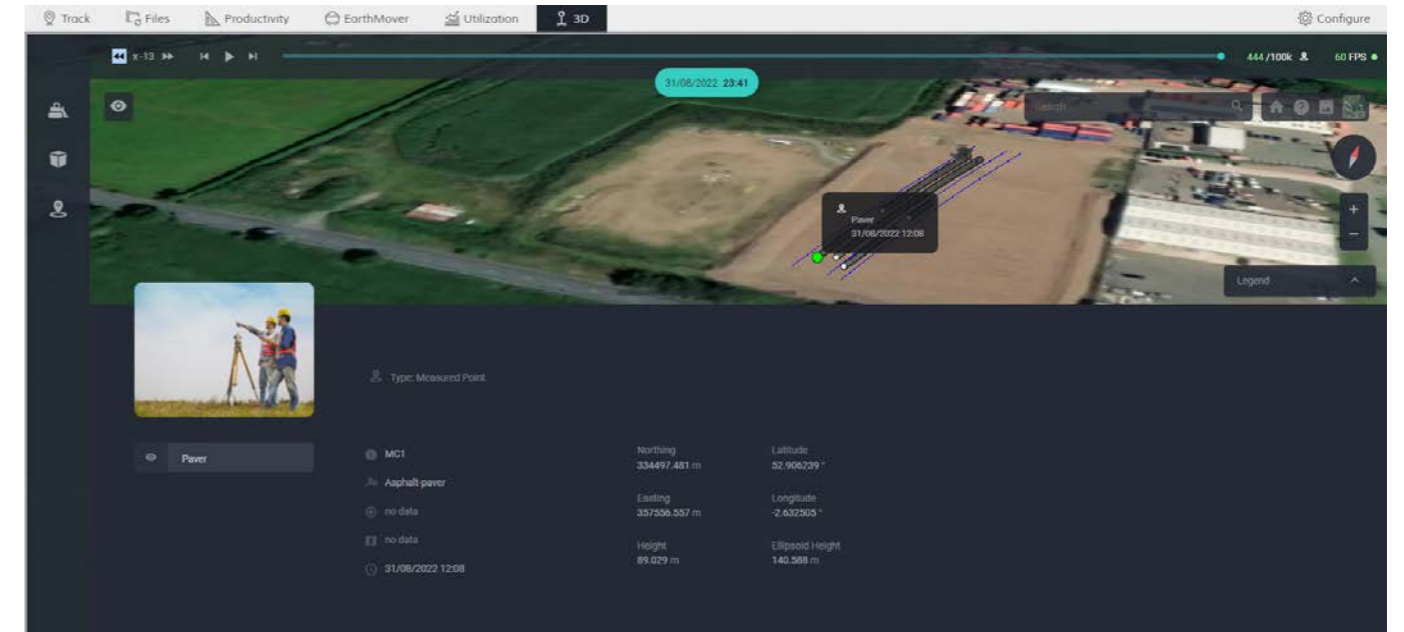 Track Files Productivity EarthMover Utilization 3D Configure
x -13 444 /100k 60 FPS
31/08/2022 23:41
Search
Paver
31/08/2022 12:08
Legend
Type: Measured Point
Paver
MC1
Asphalt paver
no data
no data
31/08/2022 12:08
Northing Latitude
334497.481 m 52.906239 °
Easting Longitude
357556.557 m -2.632505 °
Height Ellipsoid Height
89.029 m 140.588 m